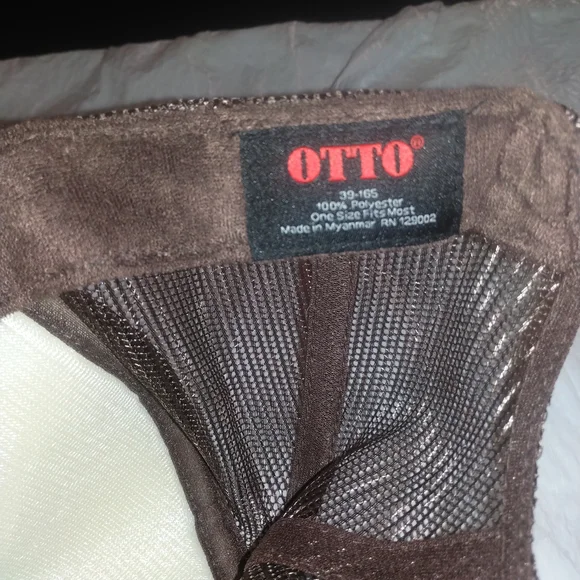 OTTO®
39-165
100% Polyester
One Size Fits Most
Made in Myanmar RN 129002